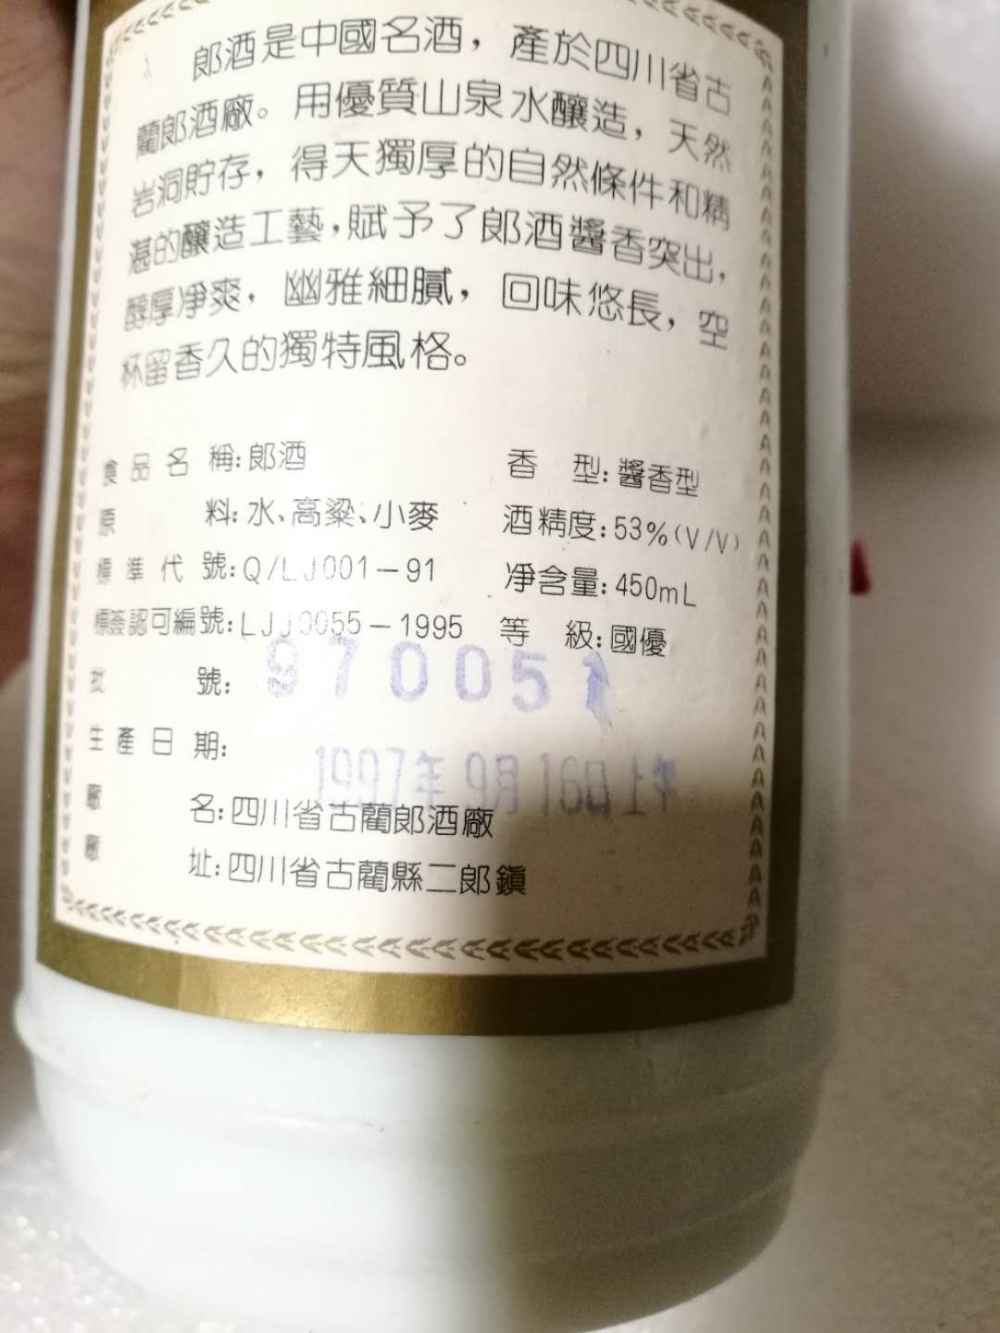 郎酒是中國名酒，產於四川省古
藺郎酒廠。用優質山泉水釀造，天然
岩洞貯存，得天獨厚的自然條件和精
湛的釀造工藝，賦予了郎酒醬香突出，
醇厚凈爽，幽雅細膩，回味悠長，空
杯留香久的獨特風格。
食品名稱：郎酒 香型：醬香型
原料：水、高粱、小麥 酒精度：53%(V/V)
標準代號：Q/LJJ001－91 凈含量：450mL
標簽認可編號：LJJ0055－1995 等級：國優
批號：97005
生產日期：
1997年9月16日上午
廠名：四川省古藺郎酒廠
廠址：四川省古藺縣二郎鎮